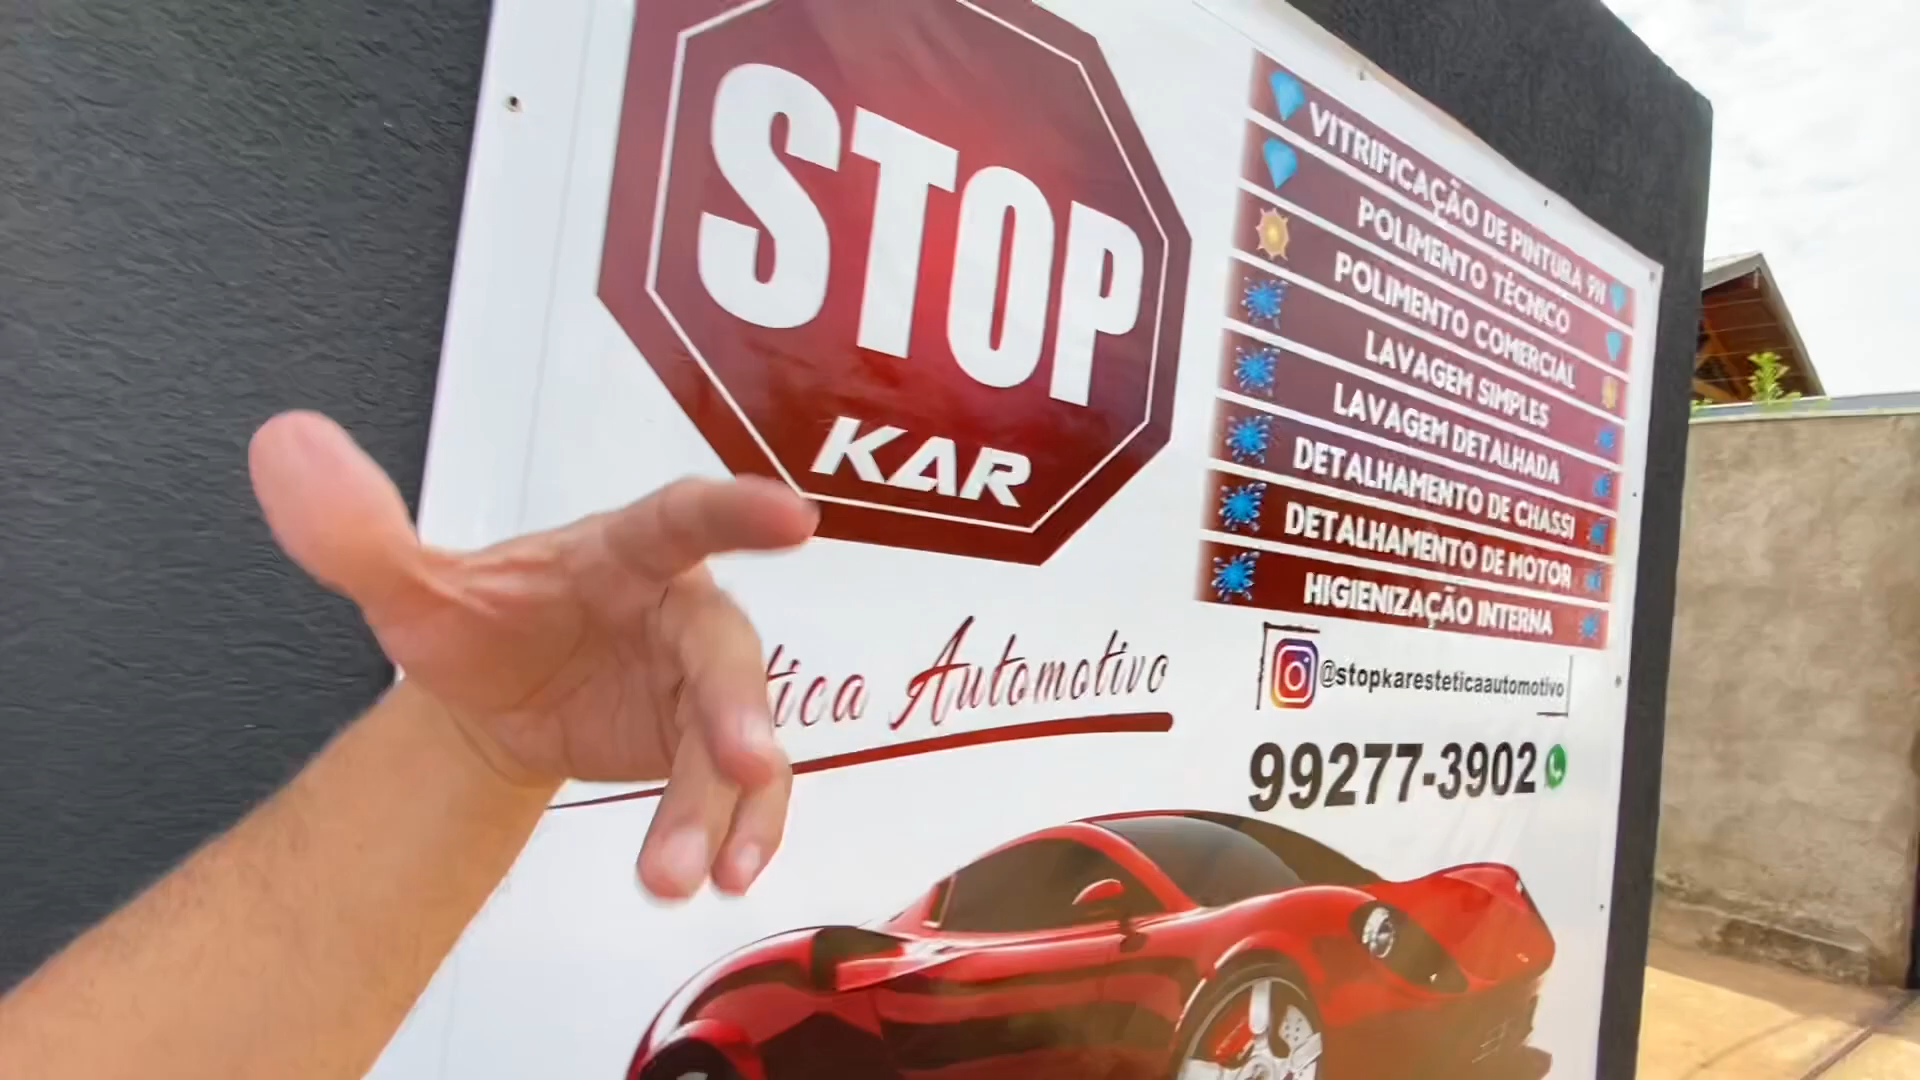 STOP
KAR
tica Automotivo
VITRIFICAÇÃO DE PINTURA 9H
POLIMENTO TÉCNICO
POLIMENTO COMERCIAL
LAVAGEM SIMPLES
LAVAGEM DETALHADA
DETALHAMENTO DE CHASSI
DETALHAMENTO DE MOTOR
HIGIENIZAÇÃO INTERNA
@stopkaresteticaautomotivo
99277-3902